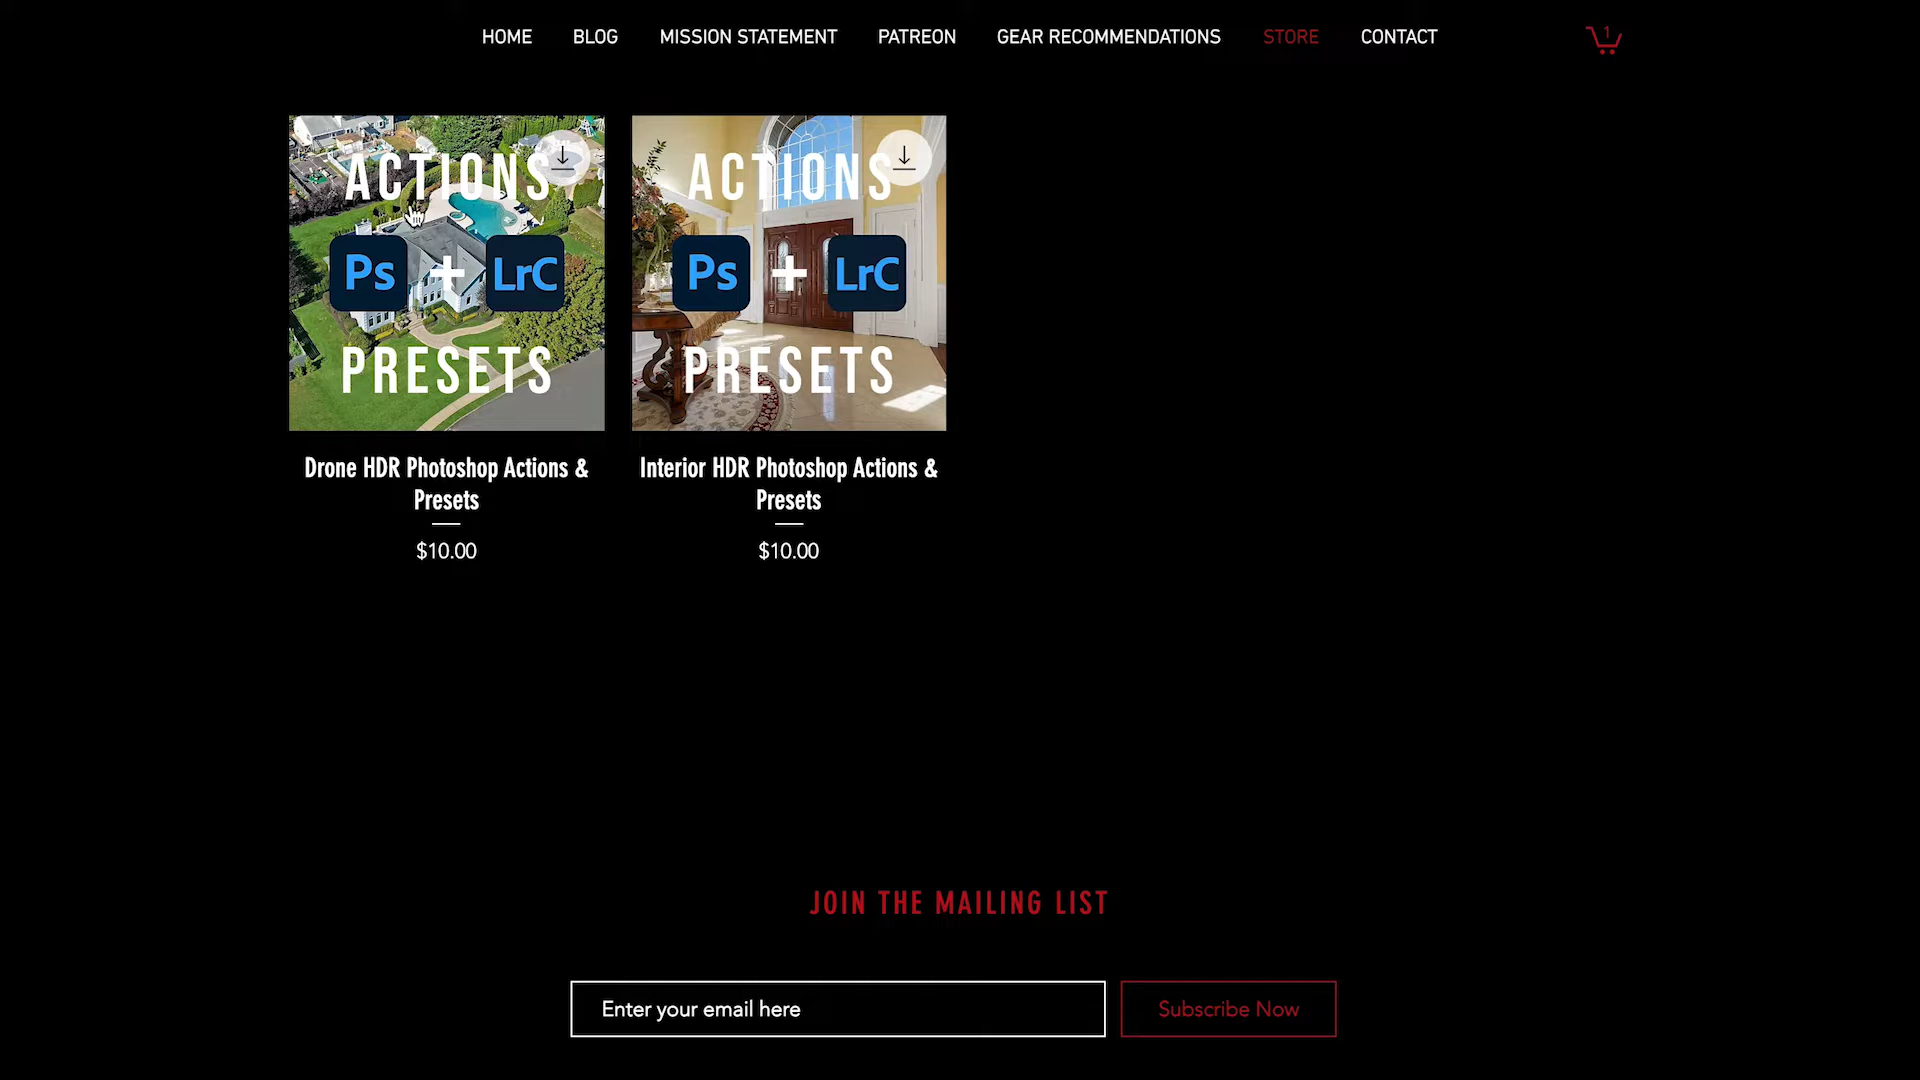 HOME BLOG MISSION STATEMENT PATREON GEAR RECOMMENDATIONS STORE CONTACT 1
ACTIONS
Ps + LrC
PRESETS
ACTIONS
Ps + LrC
PRESETS
Drone HDR Photoshop Actions &
Presets
$10.00
Interior HDR Photoshop Actions &
Presets
$10.00
JOIN THE MAILING LIST
Enter your email here
Subscribe Now